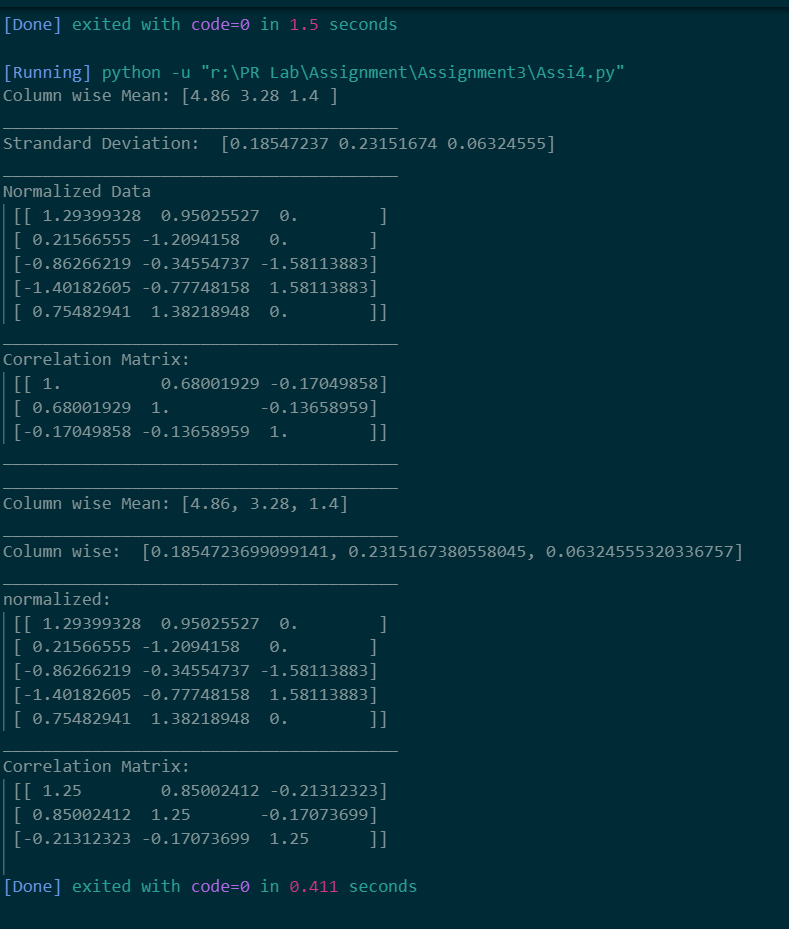 [Done] exited with code=0 in 1.5 seconds
[Running] python -u "r:\PR Lab\Assignment\Assignment3\Assi4.py"
Column wise Mean: [4.86 3.28 1.4 ]
________________________________________
Strandard Deviation:  [0.18547237 0.23151674 0.06324555]
________________________________________
Normalized Data
[[ 1.29399328  0.95025527  0.        ]
[ 0.21566555 -1.2094158   0.        ]
[-0.86266219 -0.34554737 -1.58113883]
[-1.40182605 -0.77748158  1.58113883]
[ 0.75482941  1.38218948  0.        ]]
________________________________________
Correlation Matrix:
[[ 1.          0.68001929 -0.17049858]
[ 0.68001929  1.         -0.13658959]
[-0.17049858 -0.13658959  1.        ]]
________________________________________
________________________________________
Column wise Mean: [4.86, 3.28, 1.4]
________________________________________
Column wise:  [0.1854723699099141, 0.2315167380558045, 0.06324555320336757]
________________________________________
normalized:
[[ 1.29399328  0.95025527  0.        ]
[ 0.21566555 -1.2094158   0.        ]
[-0.86266219 -0.34554737 -1.58113883]
[-1.40182605 -0.77748158  1.58113883]
[ 0.75482941  1.38218948  0.        ]]
________________________________________
Correlation Matrix:
[[ 1.25        0.85002412 -0.21312323]
[ 0.85002412  1.25       -0.17073699]
[-0.21312323 -0.17073699  1.25      ]]
[Done] exited with code=0 in 0.411 seconds